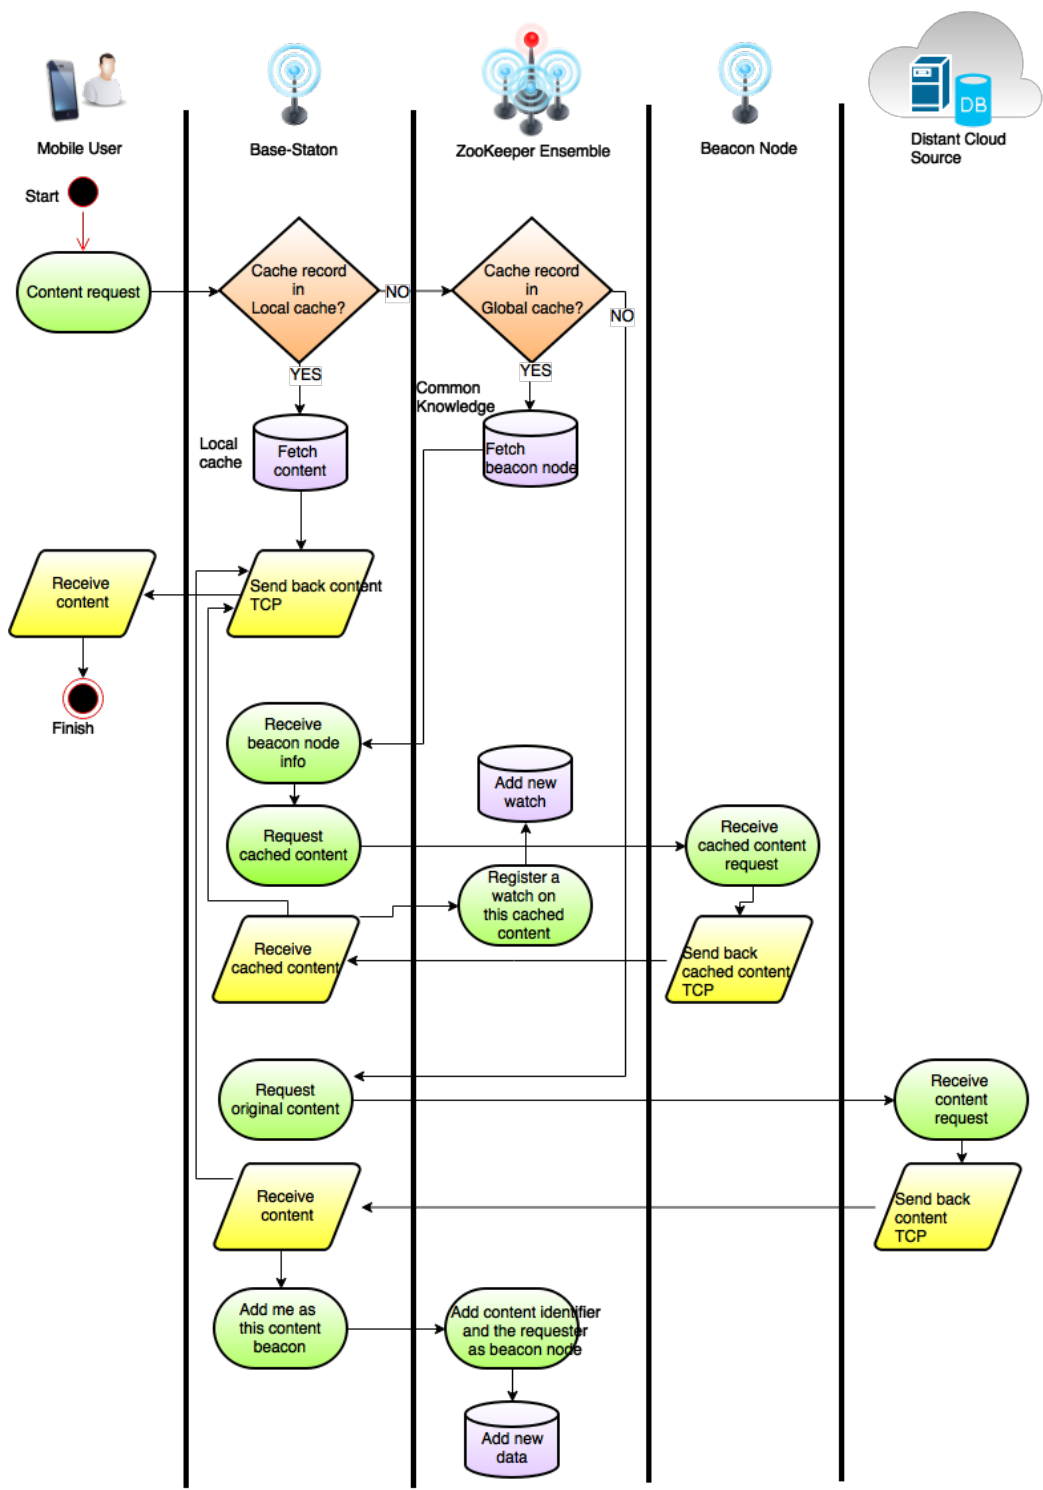 Mobile User
Base-Staton
ZooKeeper Ensemble
Beacon Node
DB
Distant Cloud
Source
Start
Content request
Cache record
in
Local cache?
NO
Cache record
in
Global cache?
NO
YES
YES
Common
Knowledge
Local
cache
Fetch
content
Fetch
beacon node
Receive
content
Send back content
TCP
Finish
Receive
beacon node
info
Add new
watch
Request
cached content
Receive
cached content
request
Register a
watch on
this cached
content
Receive
cached content
Send back
cached content
TCP
Request
original content
Receive
content
request
Receive
content
Send back
content
TCP
Add me as
this content
beacon
Add content identifier
and the requester
as beacon node
Add new
data